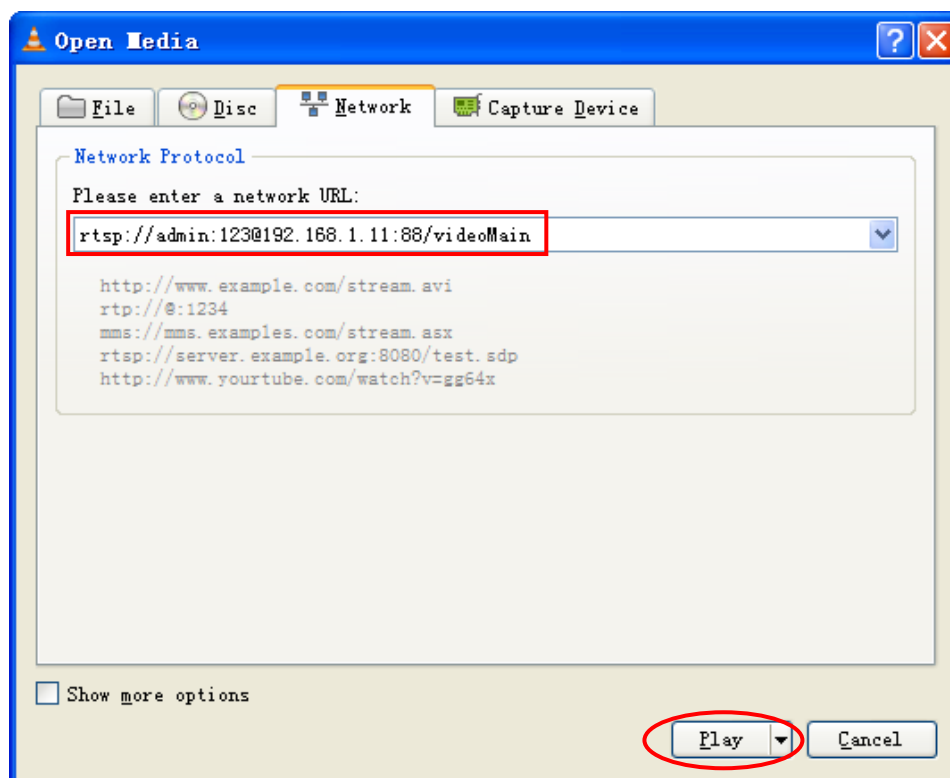 Open Media
File Disc Network Capture Device
Network Protocol
Please enter a network URL:
rtsp://admin:123@192.168.1.11:88/videoMain
http://www.example.com/stream.avi
rtp://@:1234
mms://mms.examples.com/stream.asx
rtsp://server.example.org:8080/test.sdp
http://www.yourtube.com/watch?v=gg64x
Show more options
Play Cancel